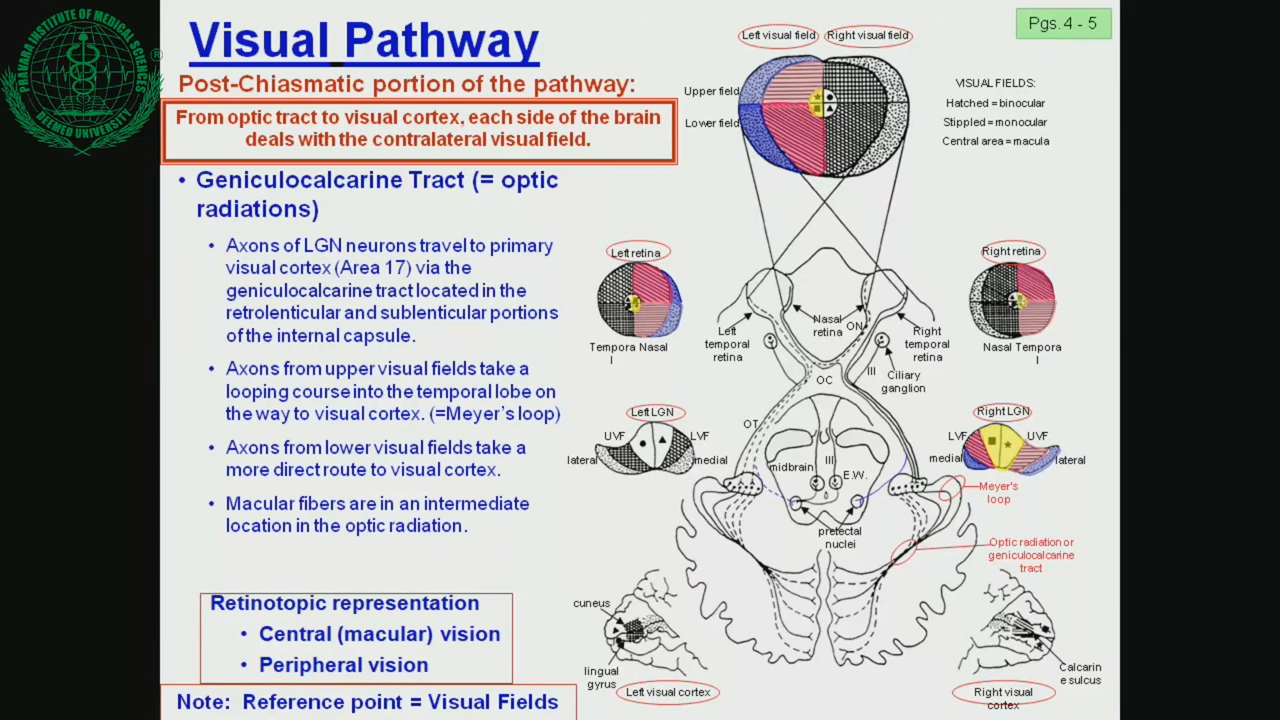 PRAVARA INSTITUTE OF MEDICAL SCIENCES
DEEMED UNIVERSITY
®
Visual Pathway
Pgs. 4 - 5
Post-Chiasmatic portion of the pathway:
From optic tract to visual cortex, each side of the brain
deals with the contralateral visual field.
• Geniculocalcarine Tract (= optic
radiations)
• Axons of LGN neurons travel to primary
visual cortex (Area 17) via the
geniculocalcarine tract located in the
retrolenticular and sublenticular portions
of the internal capsule.
• Axons from upper visual fields take a
looping course into the temporal lobe on
the way to visual cortex. (=Meyer's loop)
• Axons from lower visual fields take a
more direct route to visual cortex.
• Macular fibers are in an intermediate
location in the optic radiation.
Retinotopic representation
• Central (macular) vision
• Peripheral vision
Note: Reference point = Visual Fields
Left visual field
Right visual field
Upper field
Lower field
VISUAL FIELDS:
Hatched = binocular
Stippled = monocular
Central area = macula
Left retina
Right retina
Tempora Nasal
l
Nasal Tempora
l
Left
temporal
retina
Nasal
retina
ON
Right
temporal
retina
III
Ciliary
ganglion
OC
OT
Left LGN
UVF
LVF
lateral
medial
Right LGN
LVF
UVF
medial
lateral
midbrain
III
E.W.
pretectal
nuclei
Meyer's
loop
Optic radiation or
geniculocalcarine
tract
cuneus
lingual
gyrus
Left visual cortex
Calcarin
e sulcus
Right visual
cortex